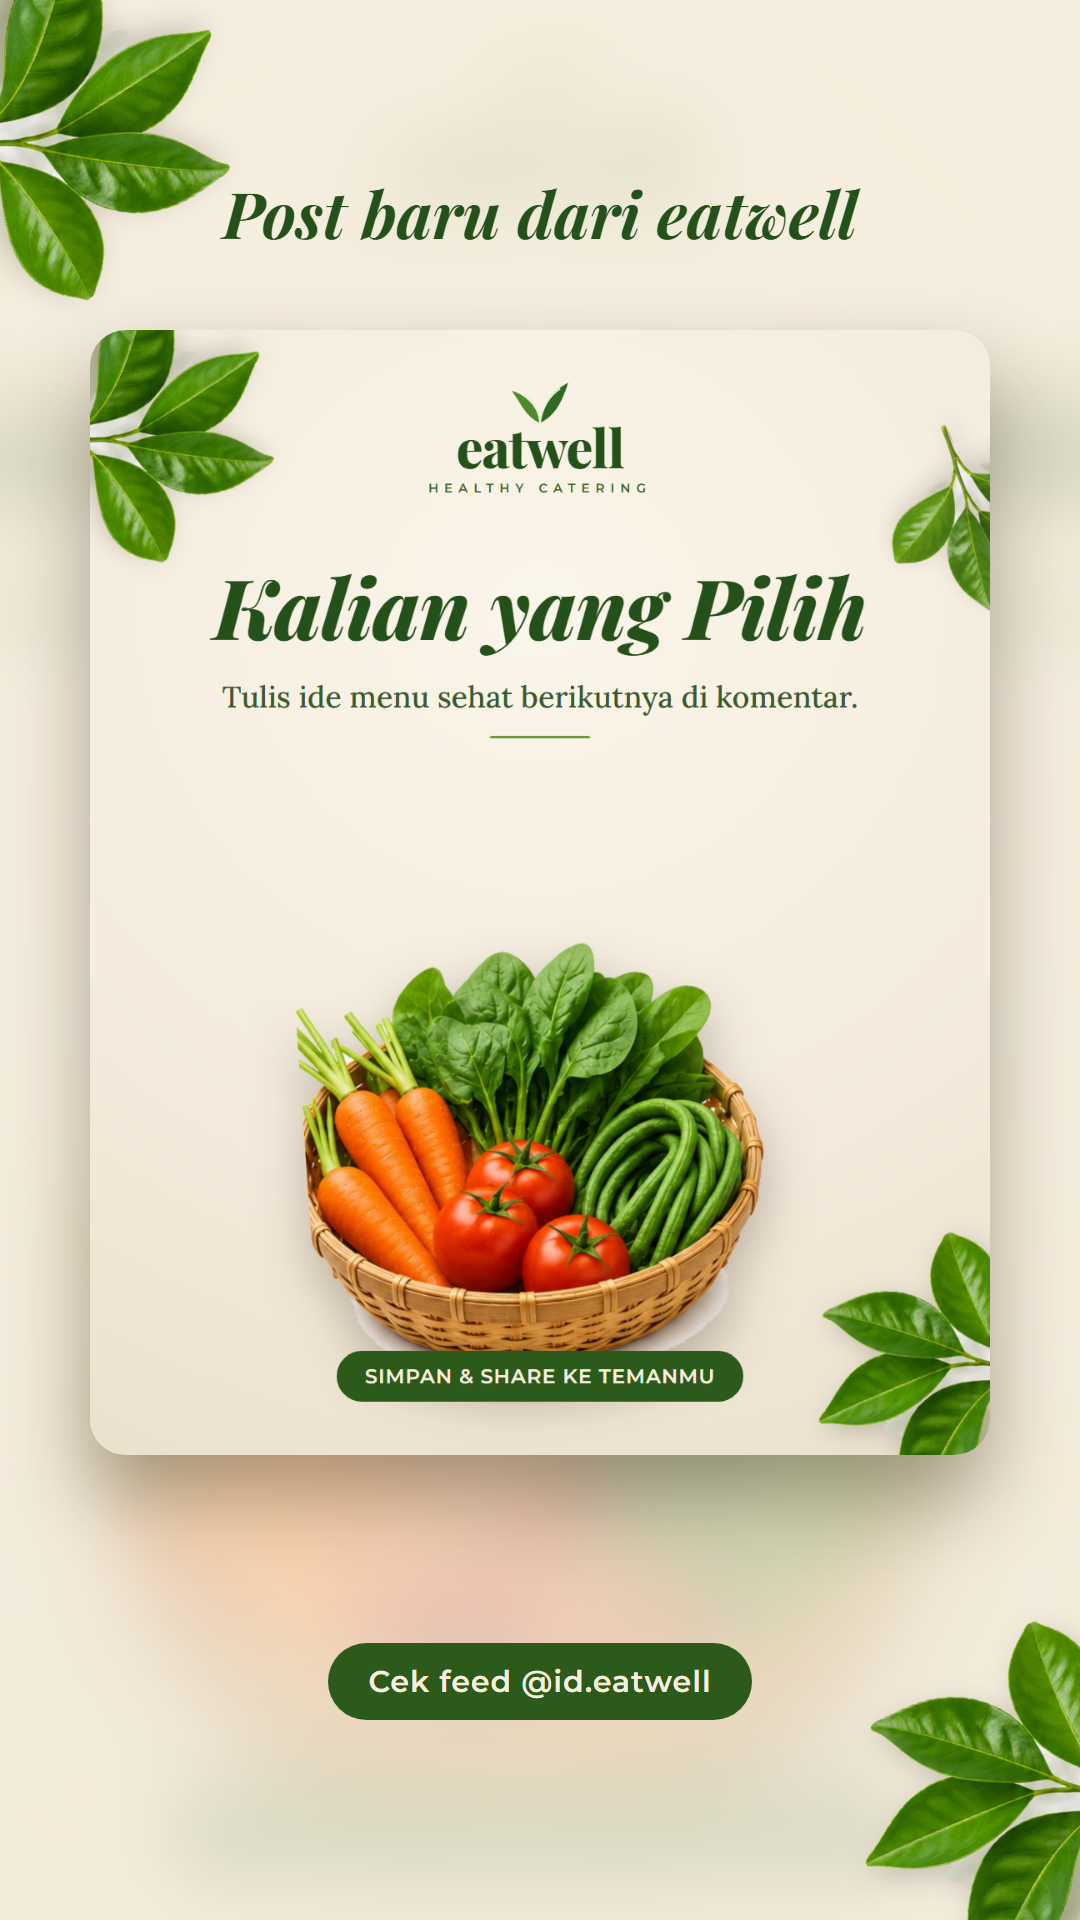 Post baru dari eatwell
eatwell
HEALTHY CATERING
Kalian yang Pilih
Tulis ide menu sehat berikutnya di komentar.
SIMPAN & SHARE KE TEMANMU
Cek feed @id.eatwell